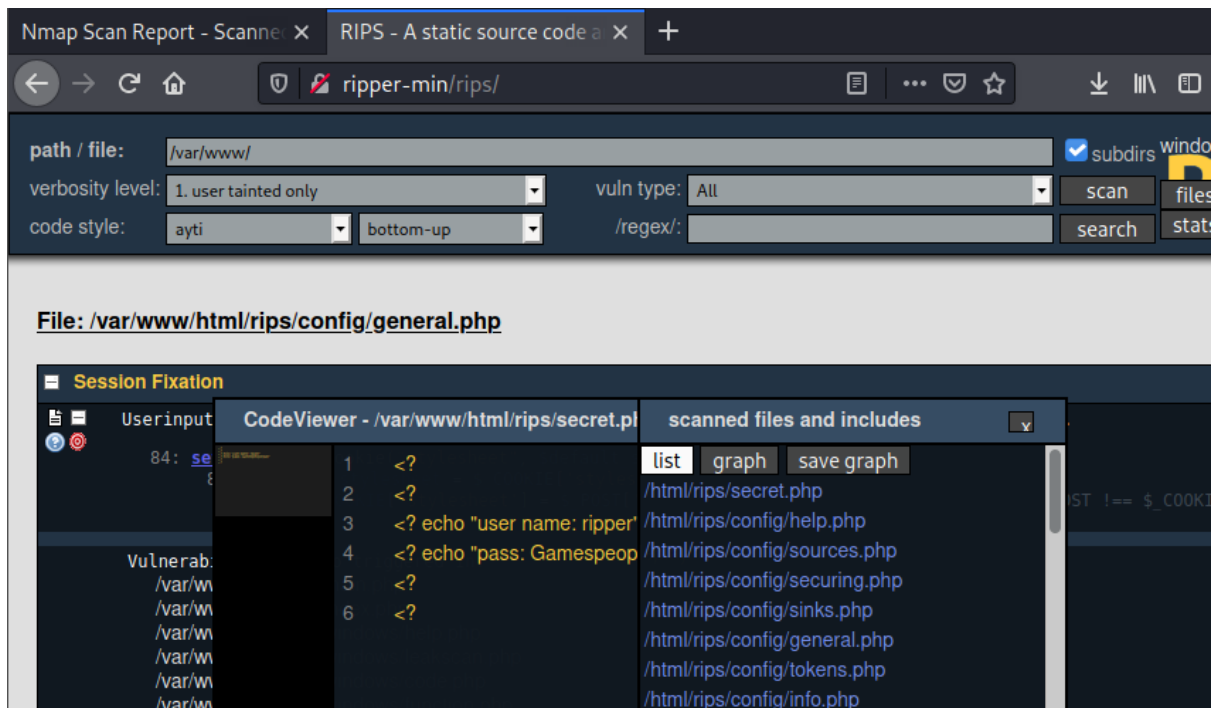 Nmap Scan Report - Scanne
RIPS - A static source code a
ripper-min/rips/
path / file: /var/www/ subdirs windo
verbosity level: 1. user tainted only vuln type: All scan files
code style: ayti bottom-up /regex/: search stats
File: /var/www/html/rips/config/general.php
Session Fixation
Userinput
84: se
CodeViewer - /var/www/html/rips/secret.ph
1 <?
2 <?
3 <? echo "user name: ripper"
4 <? echo "pass: Gamespeop
5 <?
6 <?
scanned files and includes x
list graph save graph
/html/rips/secret.php
/html/rips/config/help.php
/html/rips/config/sources.php
/html/rips/config/securing.php
/html/rips/config/sinks.php
/html/rips/config/general.php
/html/rips/config/tokens.php
/html/rips/config/info.php
OST !== $_COOKI
Vulnerab
/var/ww
/var/ww
/var/ww
/var/ww
/var/ww
/var/ww